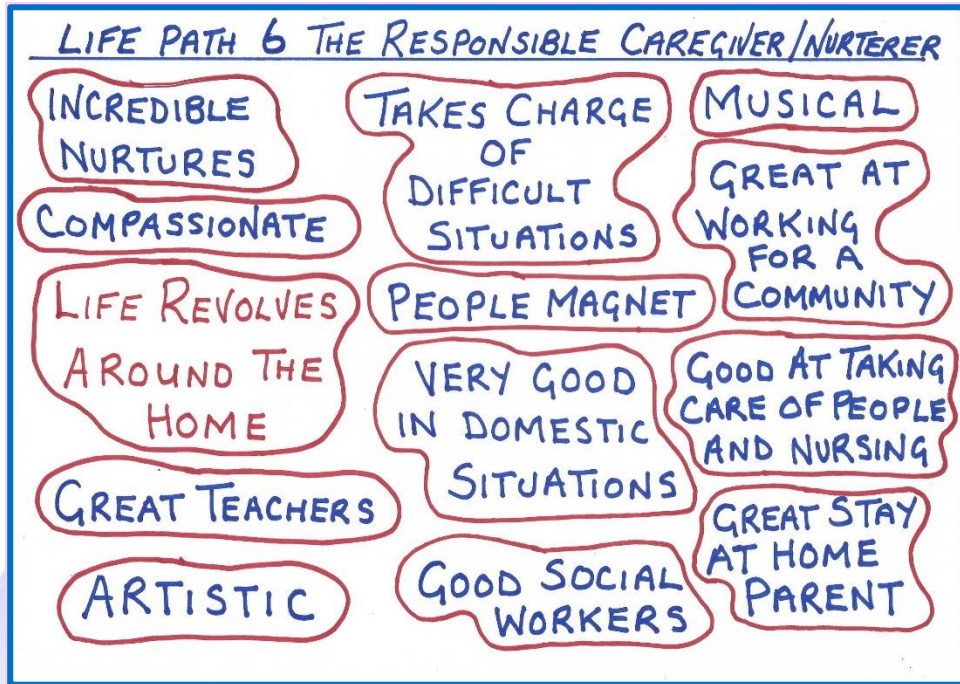 LIFE PATH 6 THE RESPONSIBLE CAREGIVER/NURTERER
INCREDIBLE
NURTURES
COMPASSIONATE
LIFE REVOLVES
AROUND THE
HOME
GREAT TEACHERS
ARTISTIC
TAKES CHARGE
OF
DIFFICULT
SITUATIONS
PEOPLE MAGNET
VERY GOOD
IN DOMESTIC
SITUATIONS
GOOD SOCIAL
WORKERS
MUSICAL
GREAT AT
WORKING
FOR A
COMMUNITY
GOOD AT TAKING
CARE OF PEOPLE
AND NURSING
GREAT STAY
AT HOME
PARENT